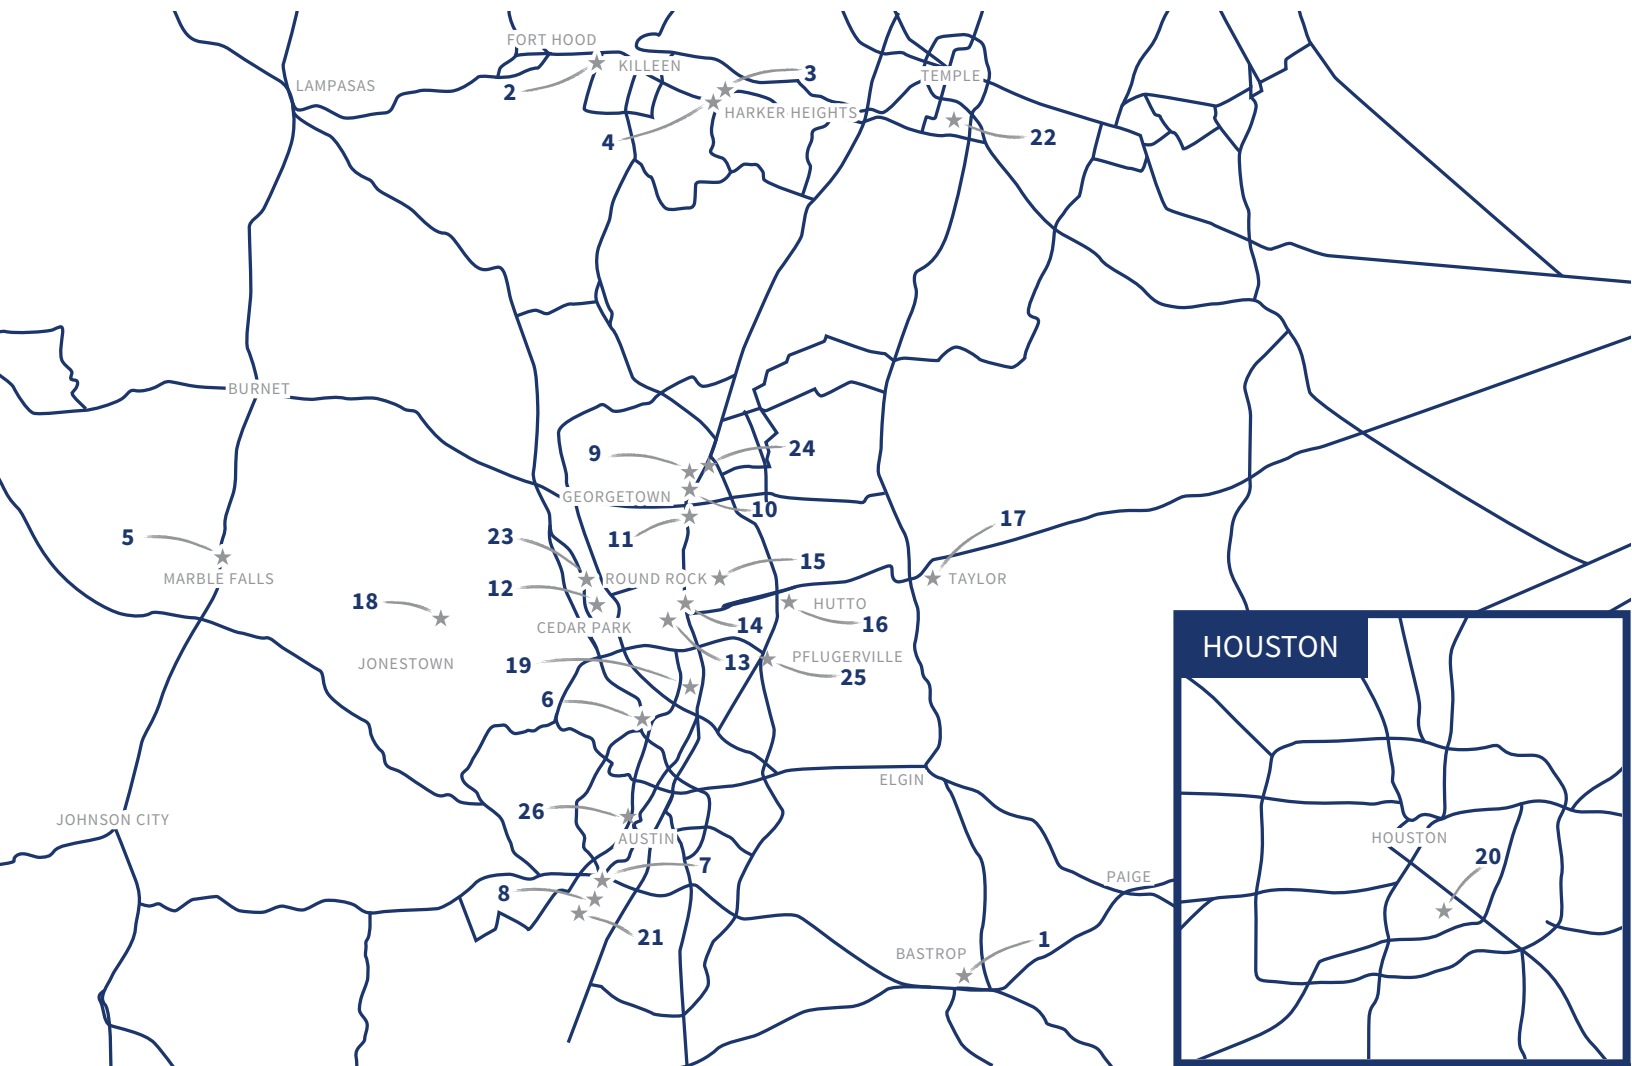 FORT HOOD
KILLEEN
3
TEMPLE
LAMPASAS
2
HARKER HEIGHTS
4
22
BURNET
9
24
GEORGETOWN
10
17
5
23
11
15
MARBLE FALLS
ROUND ROCK
TAYLOR
12
18
HUTTO
CEDAR PARK
14
16
HOUSTON
JONESTOWN
19
13
PFLUGERVILLE
25
6
ELGIN
26
JOHNSON CITY
AUSTIN
HOUSTON
20
7
PAIGE
8
21
1
BASTROP